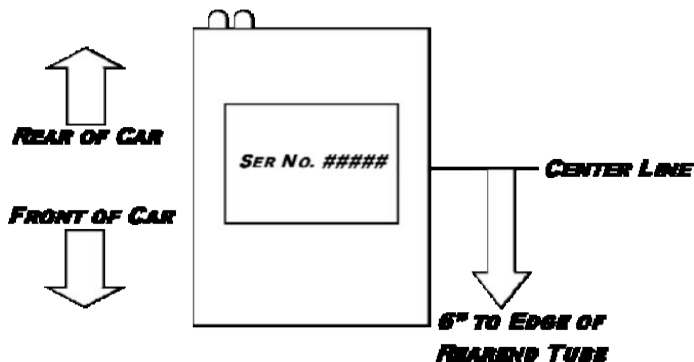 REAR OF CAR
SER NO. #####
CENTER LINE
FRONT OF CAR
6" TO EDGE OF
REAREND TUBE